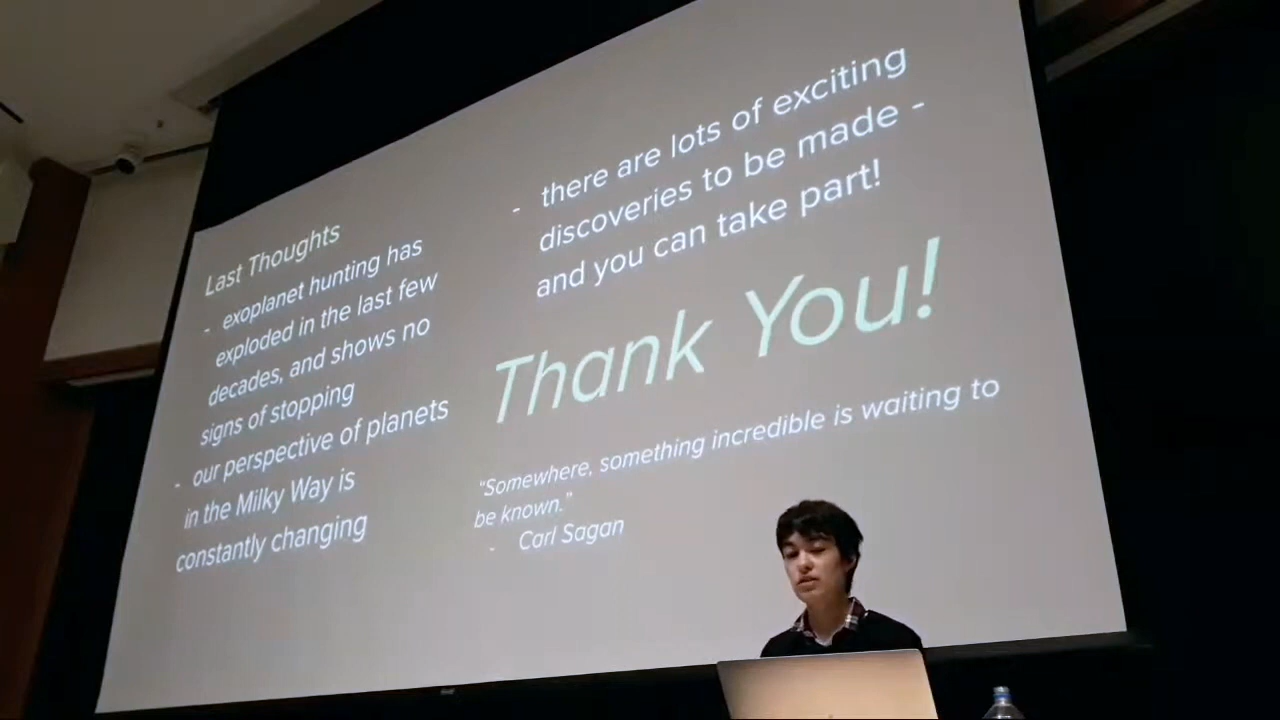 Last Thoughts
- exoplanet hunting has
exploded in the last few
decades, and shows no
signs of stopping
- our perspective of planets
in the Milky Way is
constantly changing
- there are lots of exciting
discoveries to be made -
and you can take part!
Thank You!
“Somewhere, something incredible is waiting to
be known.”
- Carl Sagan